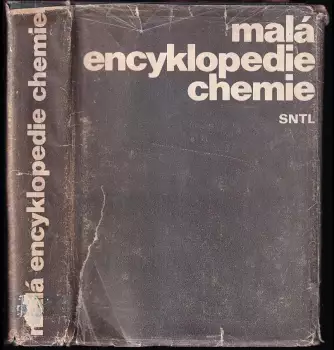 malá
encyklopedie
chemie
SNTL
malá encyklopedie chemie